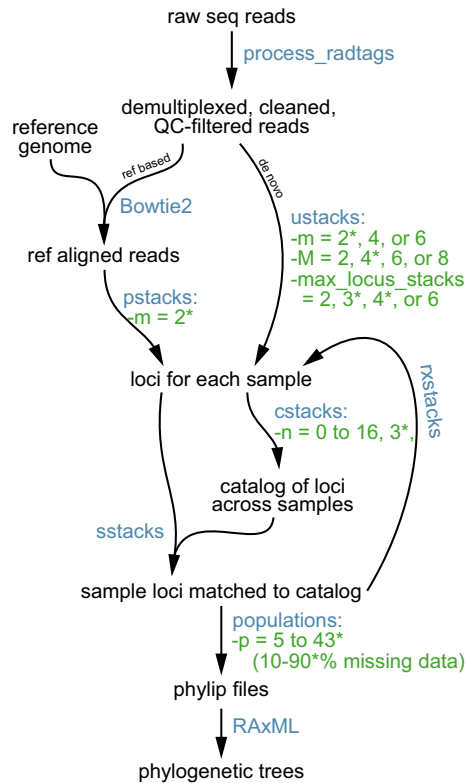 raw seq reads
process_radtags
demultiplexed, cleaned,
QC-filtered reads
reference
genome
ref based
de novo
Bowtie2
ustacks:
-m = 2*, 4, or 6
-M = 2, 4*, 6, or 8
-max_locus_stacks
= 2, 3*, 4*, or 6
ref aligned reads
pstacks:
-m = 2*
loci for each sample
rxstacks
cstacks:
-n = 0 to 16, 3*,
catalog of loci
across samples
sstacks
sample loci matched to catalog
populations:
-p = 5 to 43*
(10-90*% missing data)
phylip files
RAxML
phylogenetic trees